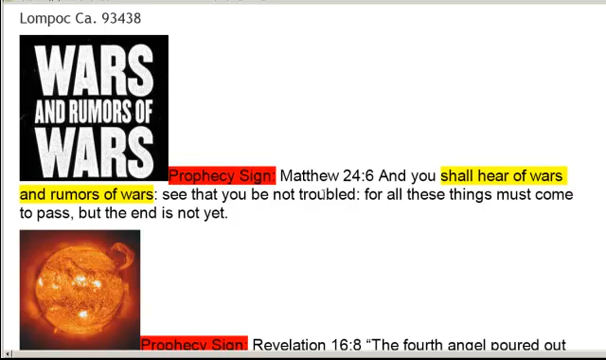 Lompoc Ca. 93438
WARS
AND RUMORS OF
WARS
Prophecy Sign: Matthew 24:6 And you shall hear of wars
and rumors of wars: see that you be not troubled: for all these things must come
to pass, but the end is not yet.
Prophecy Sign: Revelation 16:8 “The fourth angel poured out